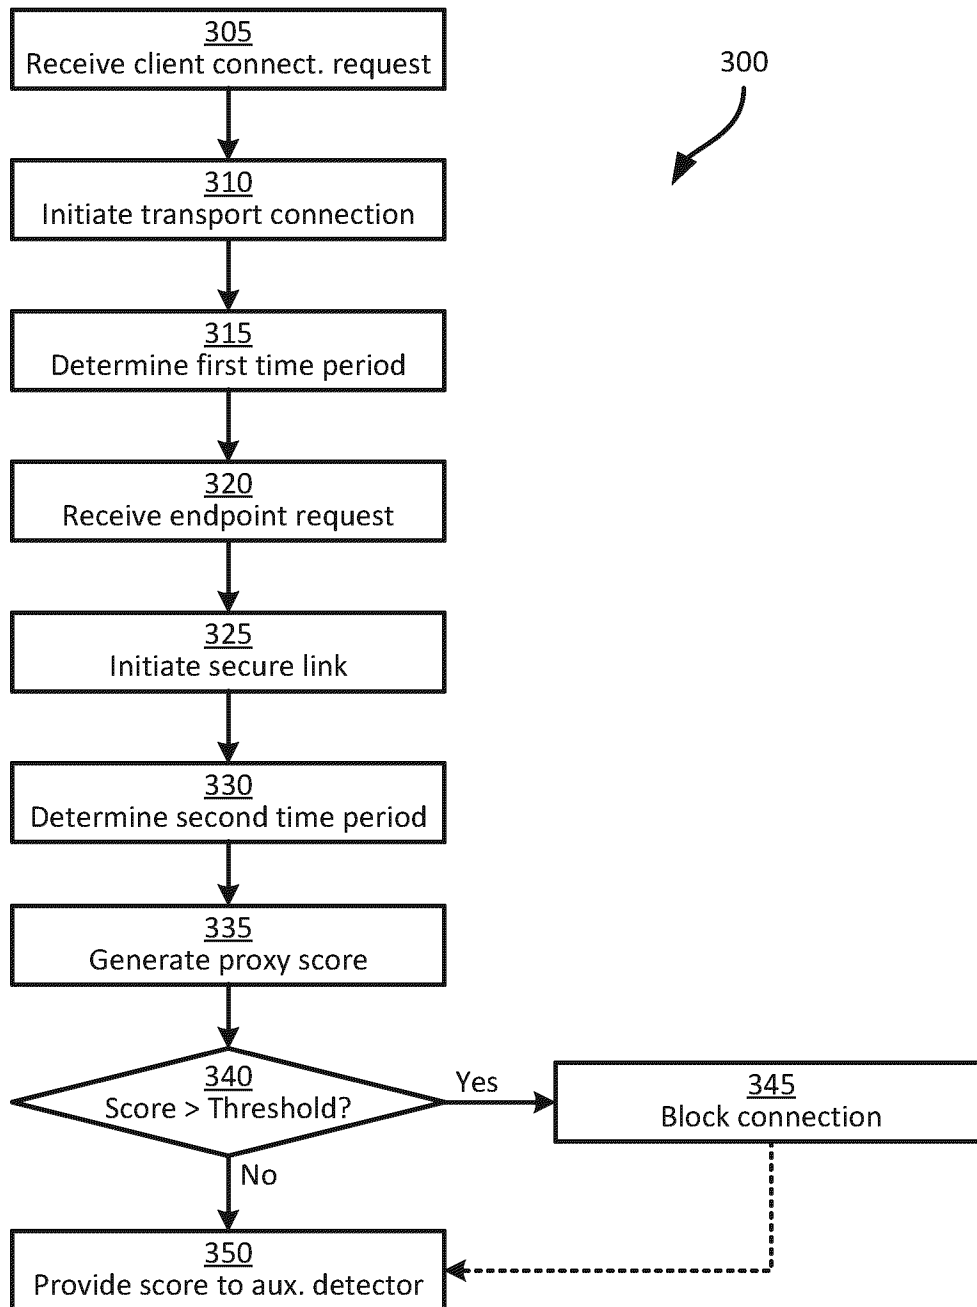 305
Receive client connect. request
300
310
Initiate transport connection
315
Determine first time period
320
Receive endpoint request
325
Initiate secure link
330
Determine second time period
335
Generate proxy score
340
Score > Threshold?
Yes
345
Block connection
No
350
Provide score to aux. detector